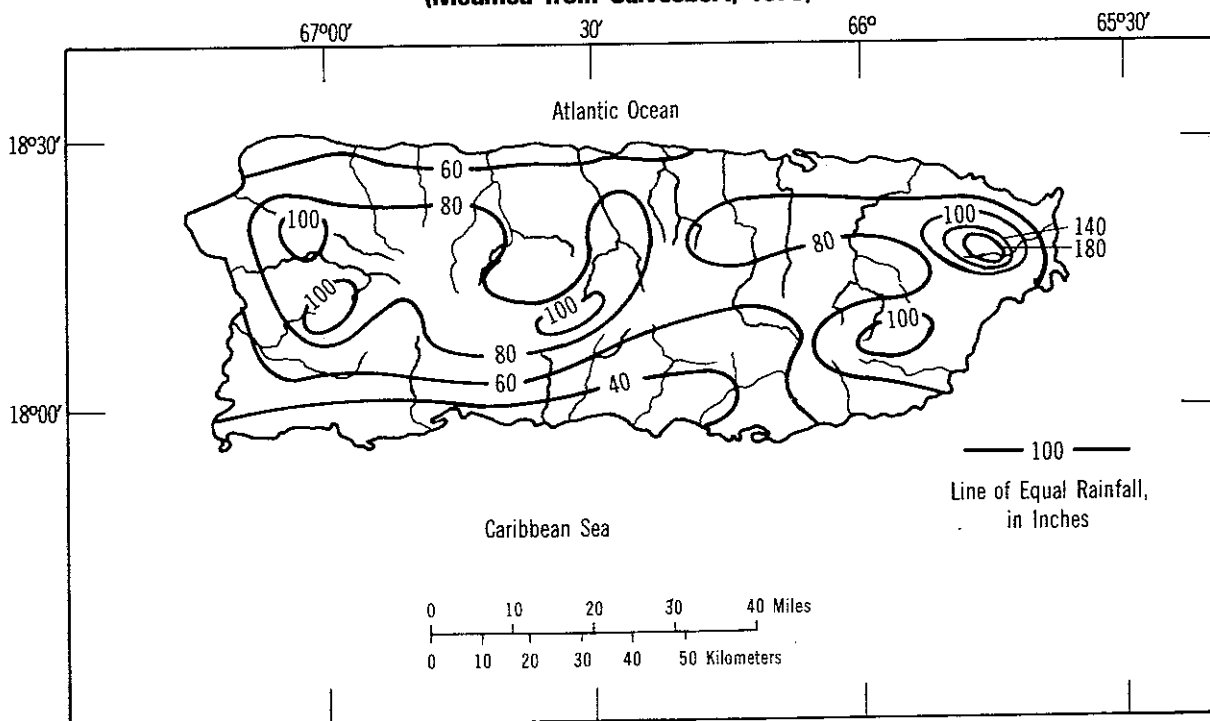 67°00′ 30′ 66° 65°30′
Atlantic Ocean
18°30′
60
100
80
100
140
180
80
100
100
100
80
60
40
18°00′
100
Line of Equal Rainfall,
in Inches
Caribbean Sea
0 10 20 30 40 Miles
0 10 20 30 40 50 Kilometers